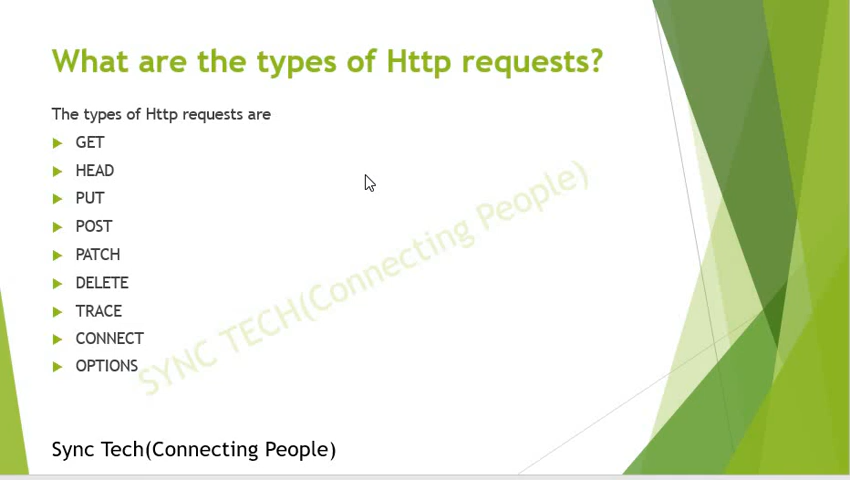 What are the types of Http requests?
The types of Http requests are
GET
HEAD
PUT
POST
PATCH
DELETE
TRACE
CONNECT
OPTIONS
SYNC TECH(Connecting People)
Sync Tech(Connecting People)